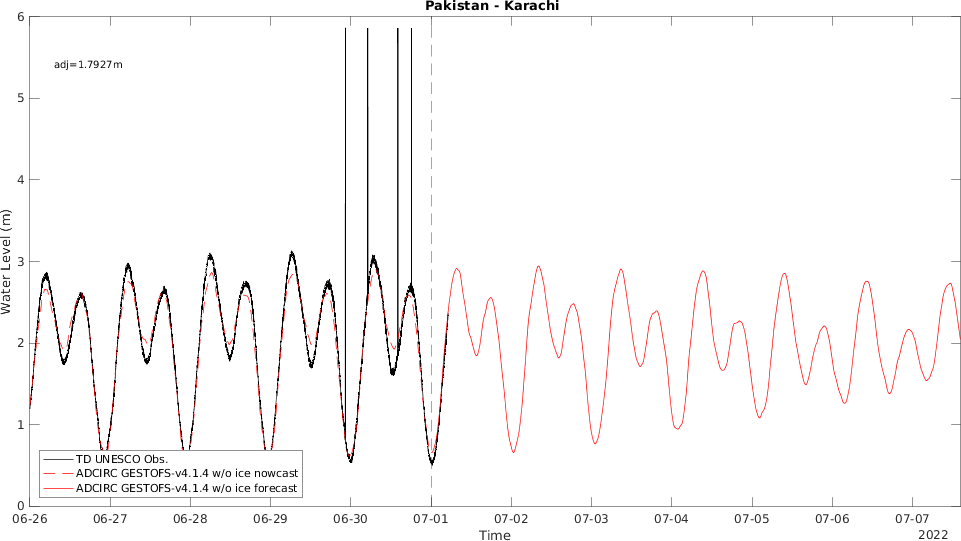 Pakistan - Karachi
adj=1.7927m
6
5
4
3
2
1
0
Water Level (m)
TD UNESCO Obs.
ADCIRC GESTOFS-v4.1.4 w/o ice nowcast
ADCIRC GESTOFS-v4.1.4 w/o ice forecast
06-26 06-27 06-28 06-29 06-30 07-01 07-02 07-03 07-04 07-05 07-06 07-07
Time
2022